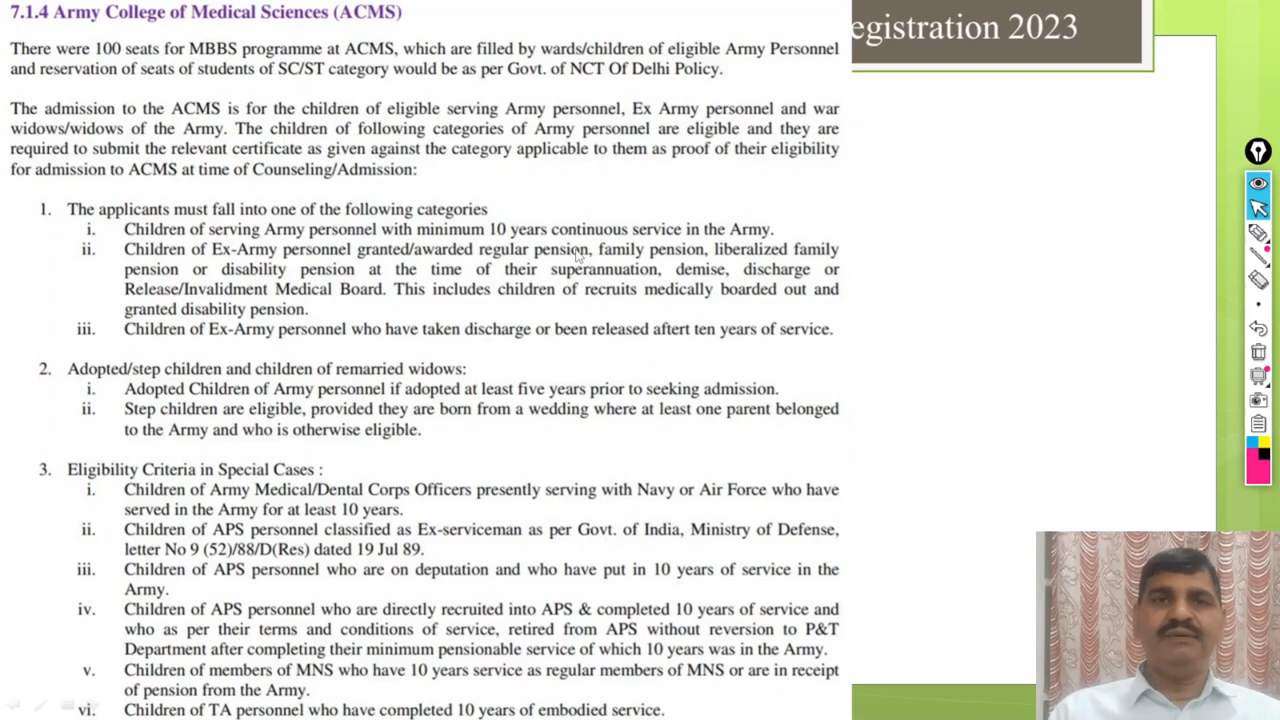 7.1.4 Army College of Medical Sciences (ACMS)
egistration 2023
There were 100 seats for MBBS programme at ACMS, which are filled by wards/children of eligible Army Personnel
and reservation of seats of students of SC/ST category would be as per Govt. of NCT Of Delhi Policy.
The admission to the ACMS is for the children of eligible serving Army personnel, Ex Army personnel and war
widows/widows of the Army. The children of following categories of Army personnel are eligible and they are
required to submit the relevant certificate as given against the category applicable to them as proof of their eligibility
for admission to ACMS at time of Counseling/Admission:
1. The applicants must fall into one of the following categories
i. Children of serving Army personnel with minimum 10 years continuous service in the Army.
ii. Children of Ex-Army personnel granted/awarded regular pension, family pension, liberalized family
pension or disability pension at the time of their superannuation, demise, discharge or
Release/Invalidment Medical Board. This includes children of recruits medically boarded out and
granted disability pension.
iii. Children of Ex-Army personnel who have taken discharge or been released aftert ten years of service.
2. Adopted/step children and children of remarried widows:
i. Adopted Children of Army personnel if adopted at least five years prior to seeking admission.
ii. Step children are eligible, provided they are born from a wedding where at least one parent belonged
to the Army and who is otherwise eligible.
3. Eligibility Criteria in Special Cases :
i. Children of Army Medical/Dental Corps Officers presently serving with Navy or Air Force who have
served in the Army for at least 10 years.
ii. Children of APS personnel classified as Ex-serviceman as per Govt. of India, Ministry of Defense,
letter No 9 (52)/88/D(Res) dated 19 Jul 89.
iii. Children of APS personnel who are on deputation and who have put in 10 years of service in the
Army.
iv. Children of APS personnel who are directly recruited into APS & completed 10 years of service and
who as per their terms and conditions of service, retired from APS without reversion to P&T
Department after completing their minimum pensionable service of which 10 years was in the Army.
v. Children of members of MNS who have 10 years service as regular members of MNS or are in receipt
of pension from the Army.
vi. Children of TA personnel who have completed 10 years of embodied service.